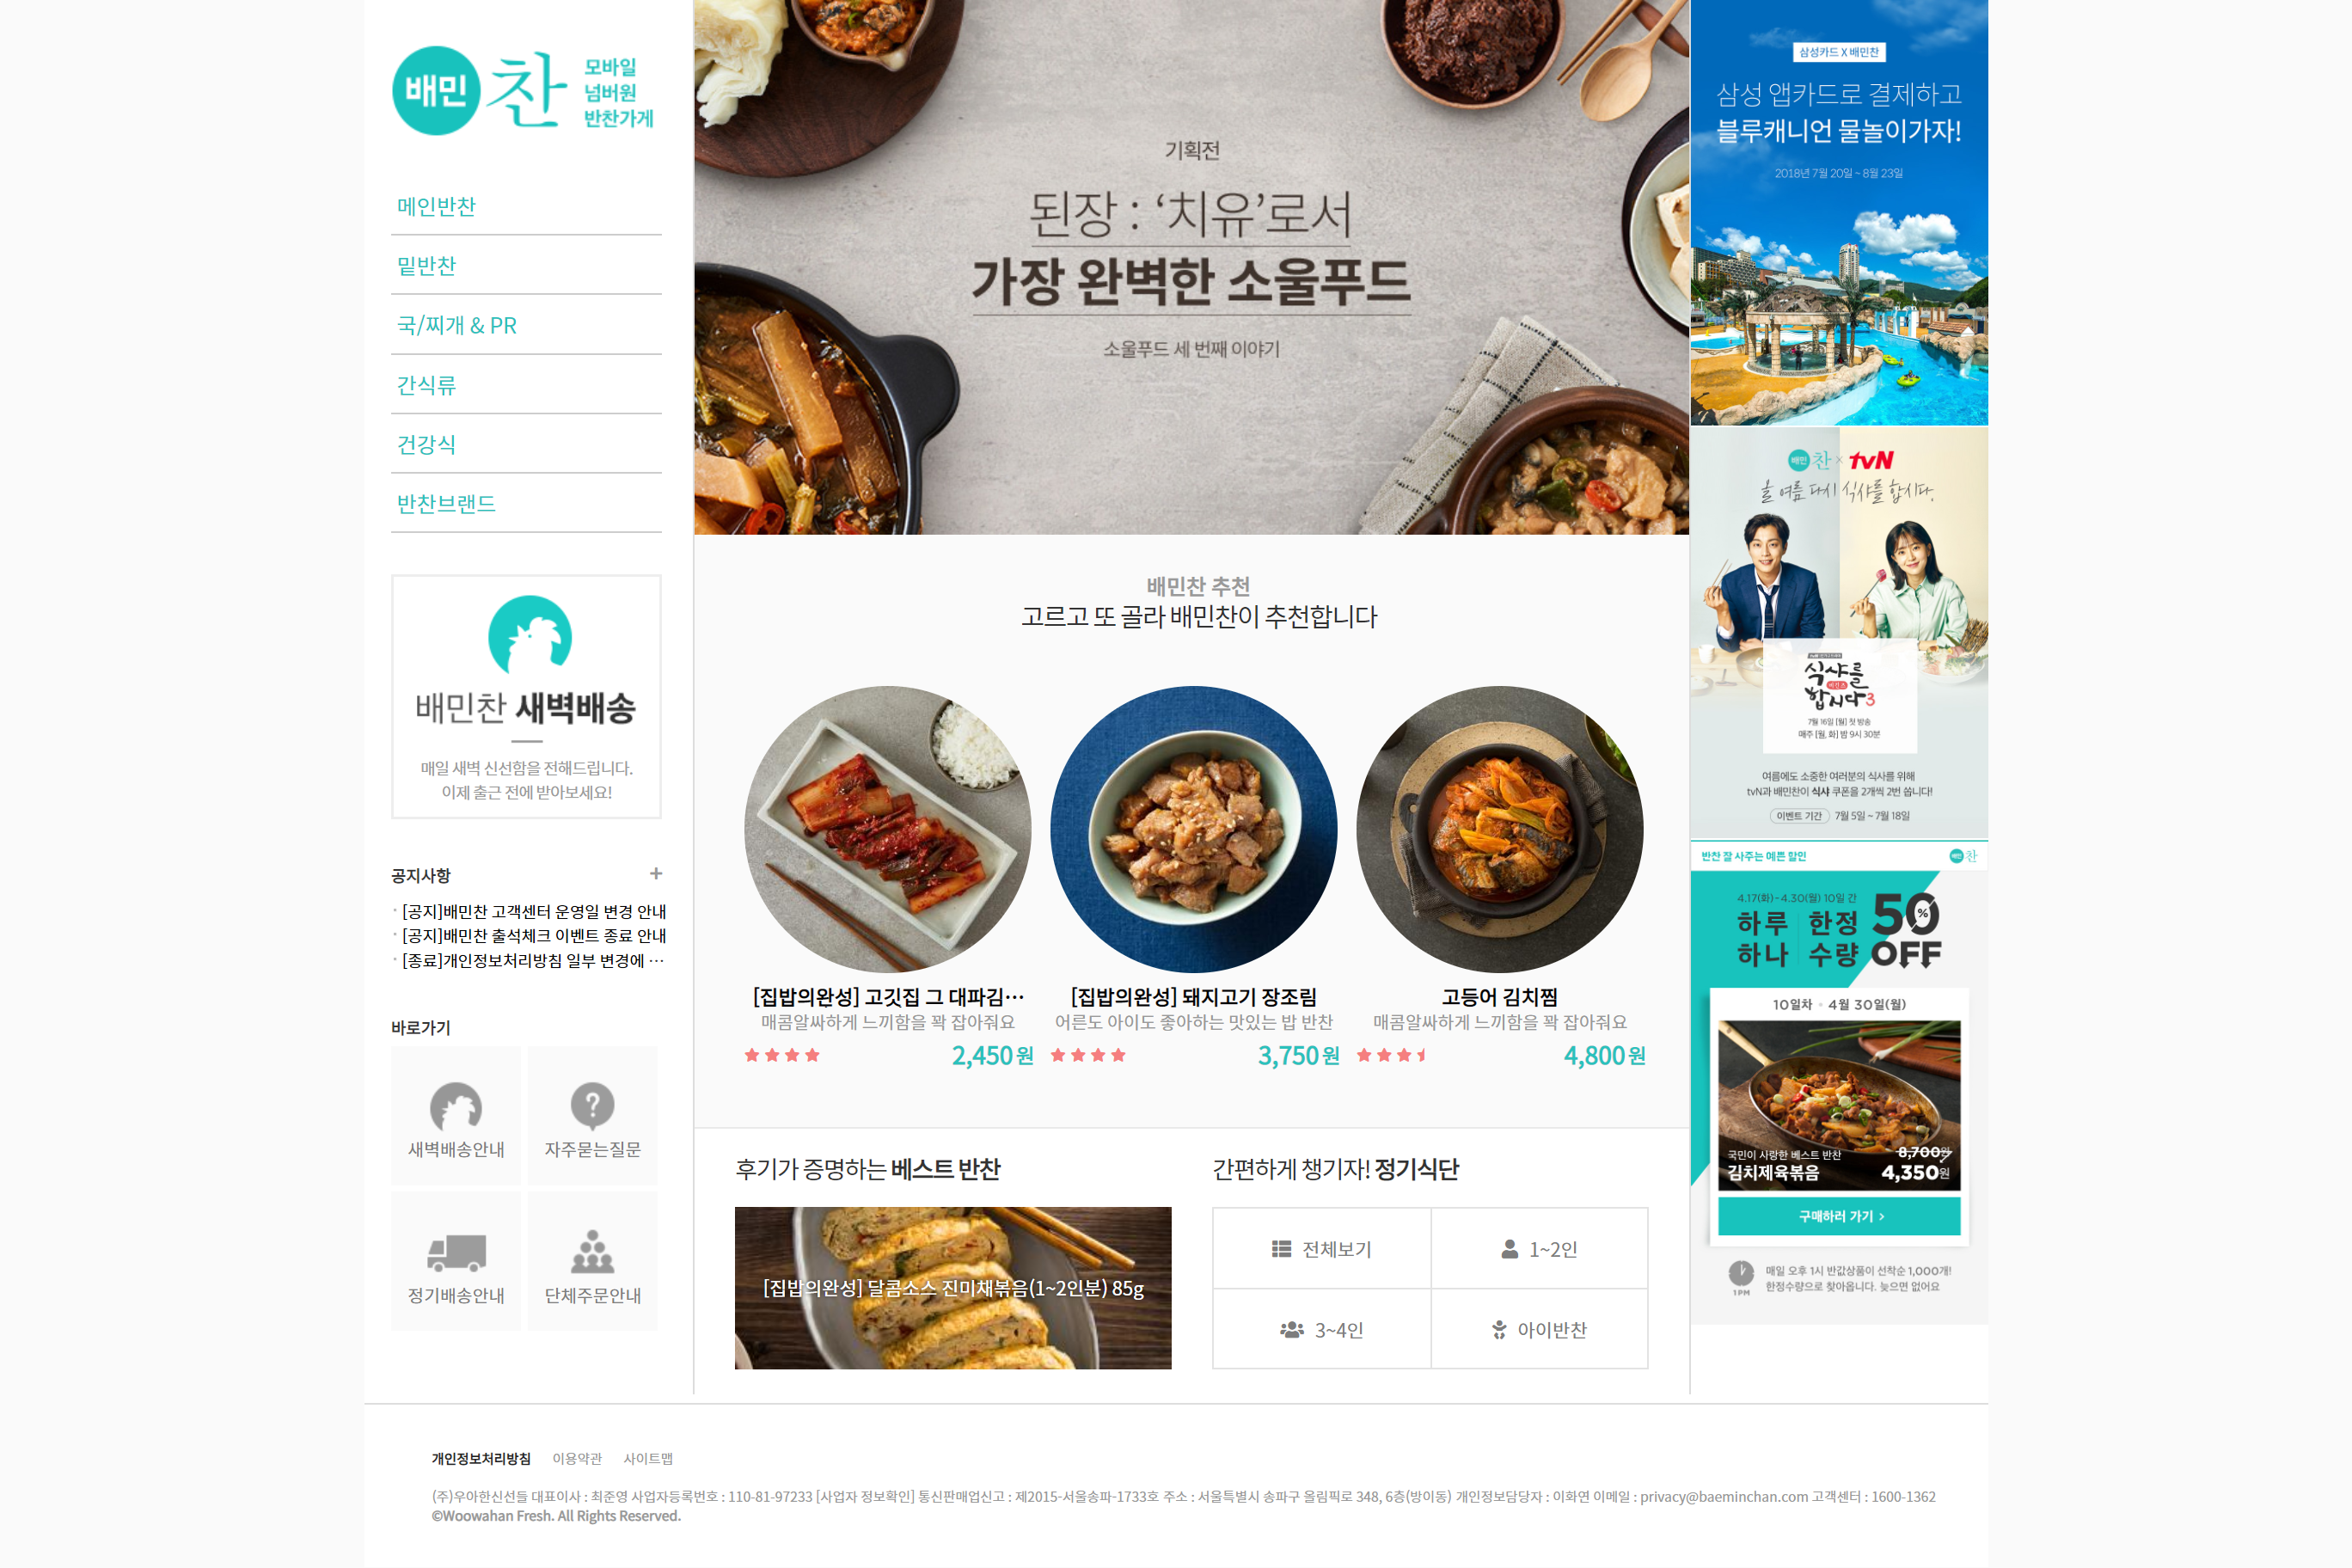 배민찬
모바일
넘버원
반찬가게
메인반찬
밑반찬
국/찌개 & PR
간식류
건강식
반찬브랜드
배민찬 새벽배송
매일 새벽 신선함을 전해드립니다.
이제 출근 전에 받아보세요!
공지사항
[공지]배민찬 고객센터 운영일 변경 안내
[공지]배민찬 출석체크 이벤트 종료 안내
[종료]개인정보처리방침 일부 변경에 …
바로가기
새벽배송안내
자주묻는질문
정기배송안내
단체주문안내
기획전
된장 : ‘치유’로서
가장 완벽한 소울푸드
소울푸드 세 번째 이야기
배민찬 추천
고르고 또 골라 배민찬이 추천합니다
[집밥의완성] 고깃집 그 대파김…
매콤알싸하게 느끼함을 꽉 잡아줘요
2,450원
[집밥의완성] 돼지고기 장조림
어른도 아이도 좋아하는 맛있는 밥 반찬
3,750원
고등어 김치찜
매콤알싸하게 느끼함을 꽉 잡아줘요
4,800원
후기가 증명하는 베스트 반찬
[집밥의완성] 달콤소스 진미채볶음(1~2인분) 85g
간편하게 챙기자! 정기식단
전체보기
1~2인
3~4인
아이반찬
삼성카드 X 배민찬
삼성 앱카드로 결제하고
블루캐니언 물놀이가자!
2018년 7월 20일 ~ 8월 23일
배민찬 × tvN
올 여름 다시 식샤를 합시다.
식샤를
합시다3
7월 16일 [월] 첫 방송
매주 [월, 화] 밤 9시 30분
여름에도 소중한 여러분의 식사를 위해
tvN과 배민찬이 식샤 쿠폰을 2개씩 2번 쏩니다!
이벤트 기간 7월 5일 ~ 7월 18일
반찬 잘 사주는 예쁜 할인
배민찬
4.17(화)~4.30(월) 10일 간
하루 한정 50%
하나 수량 OFF
10일차 • 4월 30일(월)
국민이 사랑한 베스트 반찬
8,700원
김치제육볶음
4,350원
구매하러 가기 >
매일 오후 1시 반값상품이 선착순 1,000개!
한정수량으로 찾아옵니다. 늦으면 없어요
1PM
개인정보처리방침 이용약관 사이트맵
(주)우아한신선들 대표이사 : 최준영 사업자등록번호 : 110-81-97233 [사업자 정보확인] 통신판매업신고 : 제2015-서울송파-1733호 주소 : 서울특별시 송파구 올림픽로 348, 6층(방이동) 개인정보담당자 : 이화연 이메일 : privacy@baeminchan.com 고객센터 : 1600-1362
©Woowahan Fresh. All Rights Reserved.